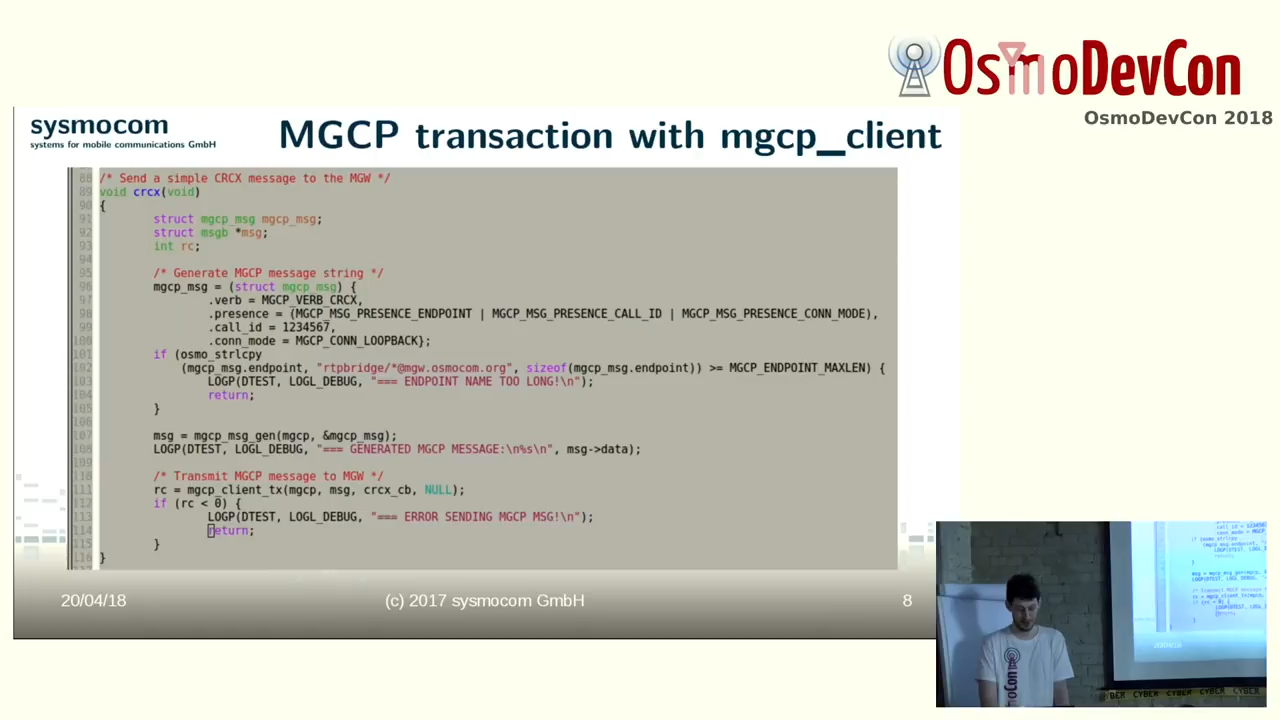 OsmoDevCon
OsmoDevCon 2018
sysmocom
systems for mobile communications GmbH
MGCP transaction with mgcp_client
88 /* Send a simple CRCX message to the MGW */
89 void crcx(void)
90 {
91 struct mgcp_msg mgcp_msg;
92 struct msgb *msg;
93 int rc;
94
95 /* Generate MGCP message string */
96 mgcp_msg = (struct mgcp_msg) {
97 .verb = MGCP_VERB_CRCX,
98 .presence = (MGCP_MSG_PRESENCE_ENDPOINT | MGCP_MSG_PRESENCE_CALL_ID | MGCP_MSG_PRESENCE_CONN_MODE),
99 .call_id = 1234567,
100 .conn_mode = MGCP_CONN_LOOPBACK};
101 if (osmo_strlcpy
102 (mgcp_msg.endpoint, "rtpbridge/*@mgw.osmocom.org", sizeof(mgcp_msg.endpoint)) >= MGCP_ENDPOINT_MAXLEN) {
103 LOGP(DTEST, LOGL_DEBUG, "=== ENDPOINT NAME TOO LONG!\n");
104 return;
105 }
106
107 msg = mgcp_msg_gen(mgcp, &mgcp_msg);
108 LOGP(DTEST, LOGL_DEBUG, "=== GENERATED MGCP MESSAGE:\n%s\n", msg->data);
109
110 /* Transmit MGCP message to MGW */
111 rc = mgcp_client_tx(mgcp, msg, crcx_cb, NULL);
112 if (rc < 0) {
113 LOGP(DTEST, LOGL_DEBUG, "=== ERROR SENDING MGCP MSG!\n");
114 return;
115 }
116 }
20/04/18
(c) 2017 sysmocom GmbH
8
CYBER CYBER CYBER CYBER